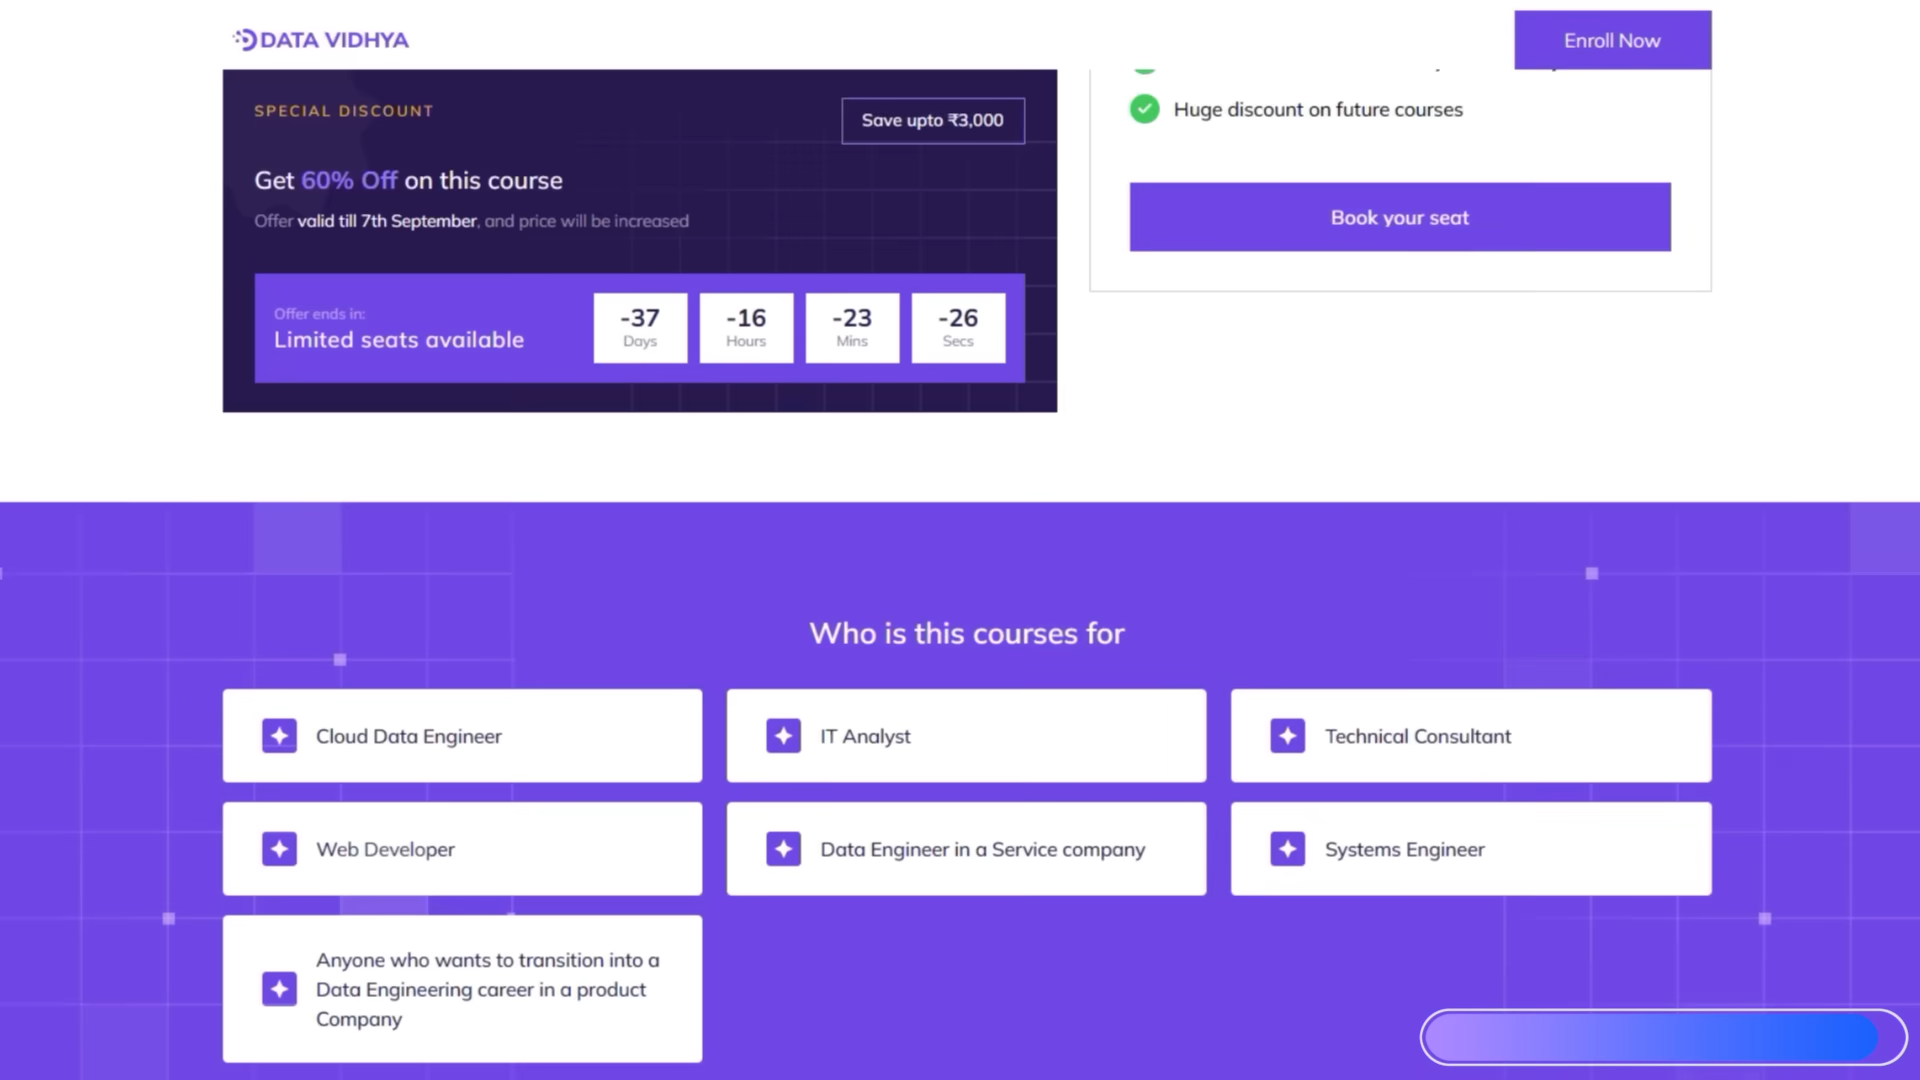 DATA VIDHYA
Enroll Now
SPECIAL DISCOUNT
Save upto ₹3,000
Get 60% Off on this course
Offer valid till 7th September, and price will be increased
Offer ends in:
Limited seats available
-37
Days
-16
Hours
-23
Mins
-26
Secs
Huge discount on future courses
Book your seat
Who is this courses for
Cloud Data Engineer
IT Analyst
Technical Consultant
Web Developer
Data Engineer in a Service company
Systems Engineer
Anyone who wants to transition into a
Data Engineering career in a product
Company